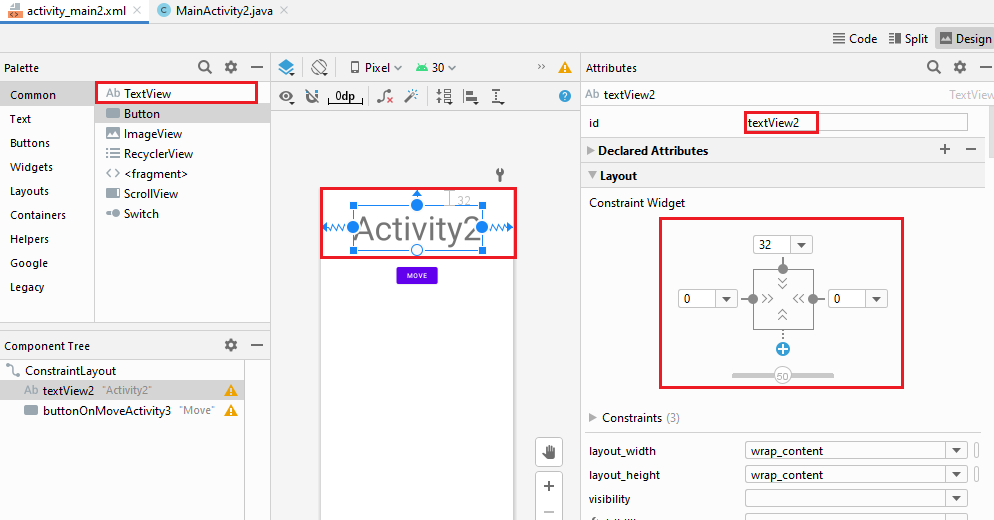 activity_main2.xml
MainActivity2.java
Code
Split
Design
Palette
Common
Text
Buttons
Widgets
Layouts
Containers
Helpers
Google
Legacy
Ab TextView
Button
ImageView
RecyclerView
<fragment>
ScrollView
Switch
Component Tree
ConstraintLayout
Ab textView2 "Activity2"
buttonOnMoveActivity3 "Move"
Pixel
30
0dp
32
Activity2
MOVE
Attributes
Ab textView2
TextView
id
textView2
Declared Attributes
Layout
Constraint Widget
32
0
0
50
Constraints (3)
layout_width
wrap_content
layout_height
wrap_content
visibility